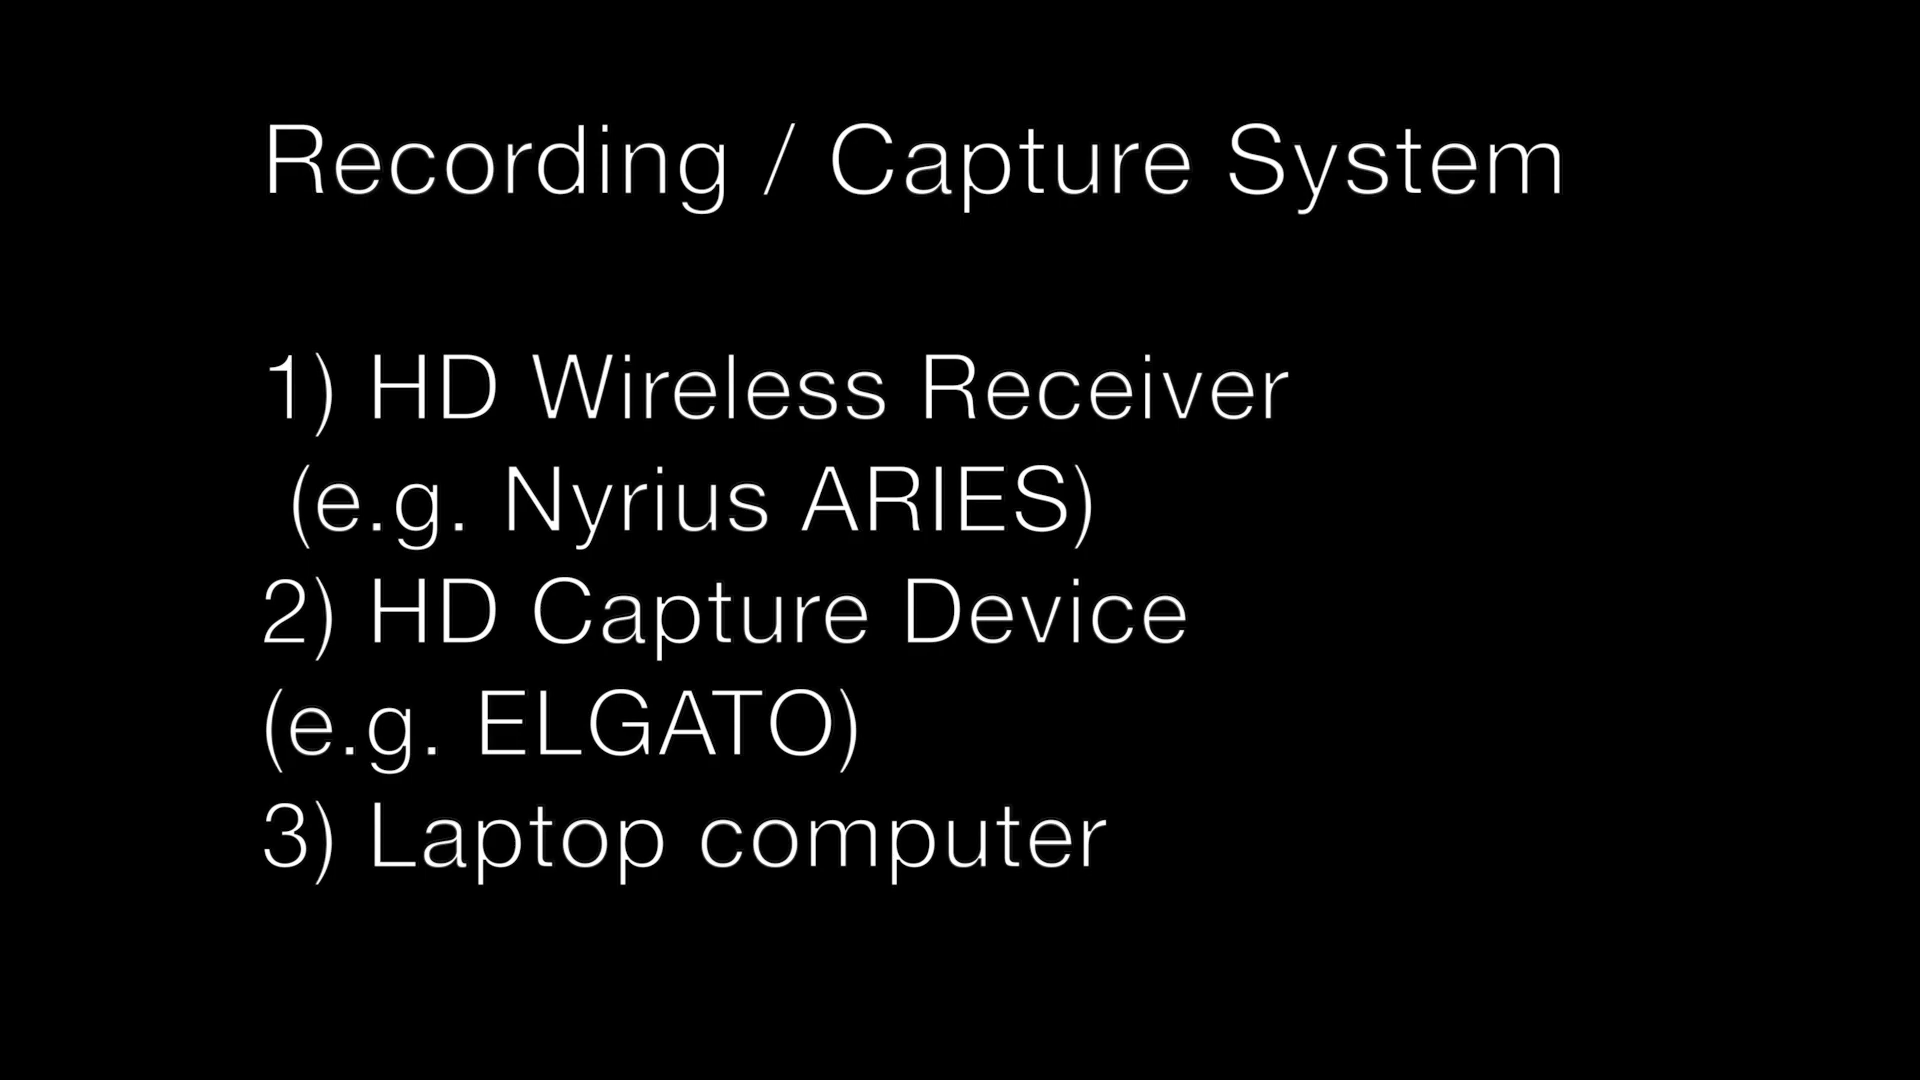 Recording / Capture System
1) HD Wireless Receiver
(e.g. Nyrius ARIES)
2) HD Capture Device
(e.g. ELGATO)
3) Laptop computer